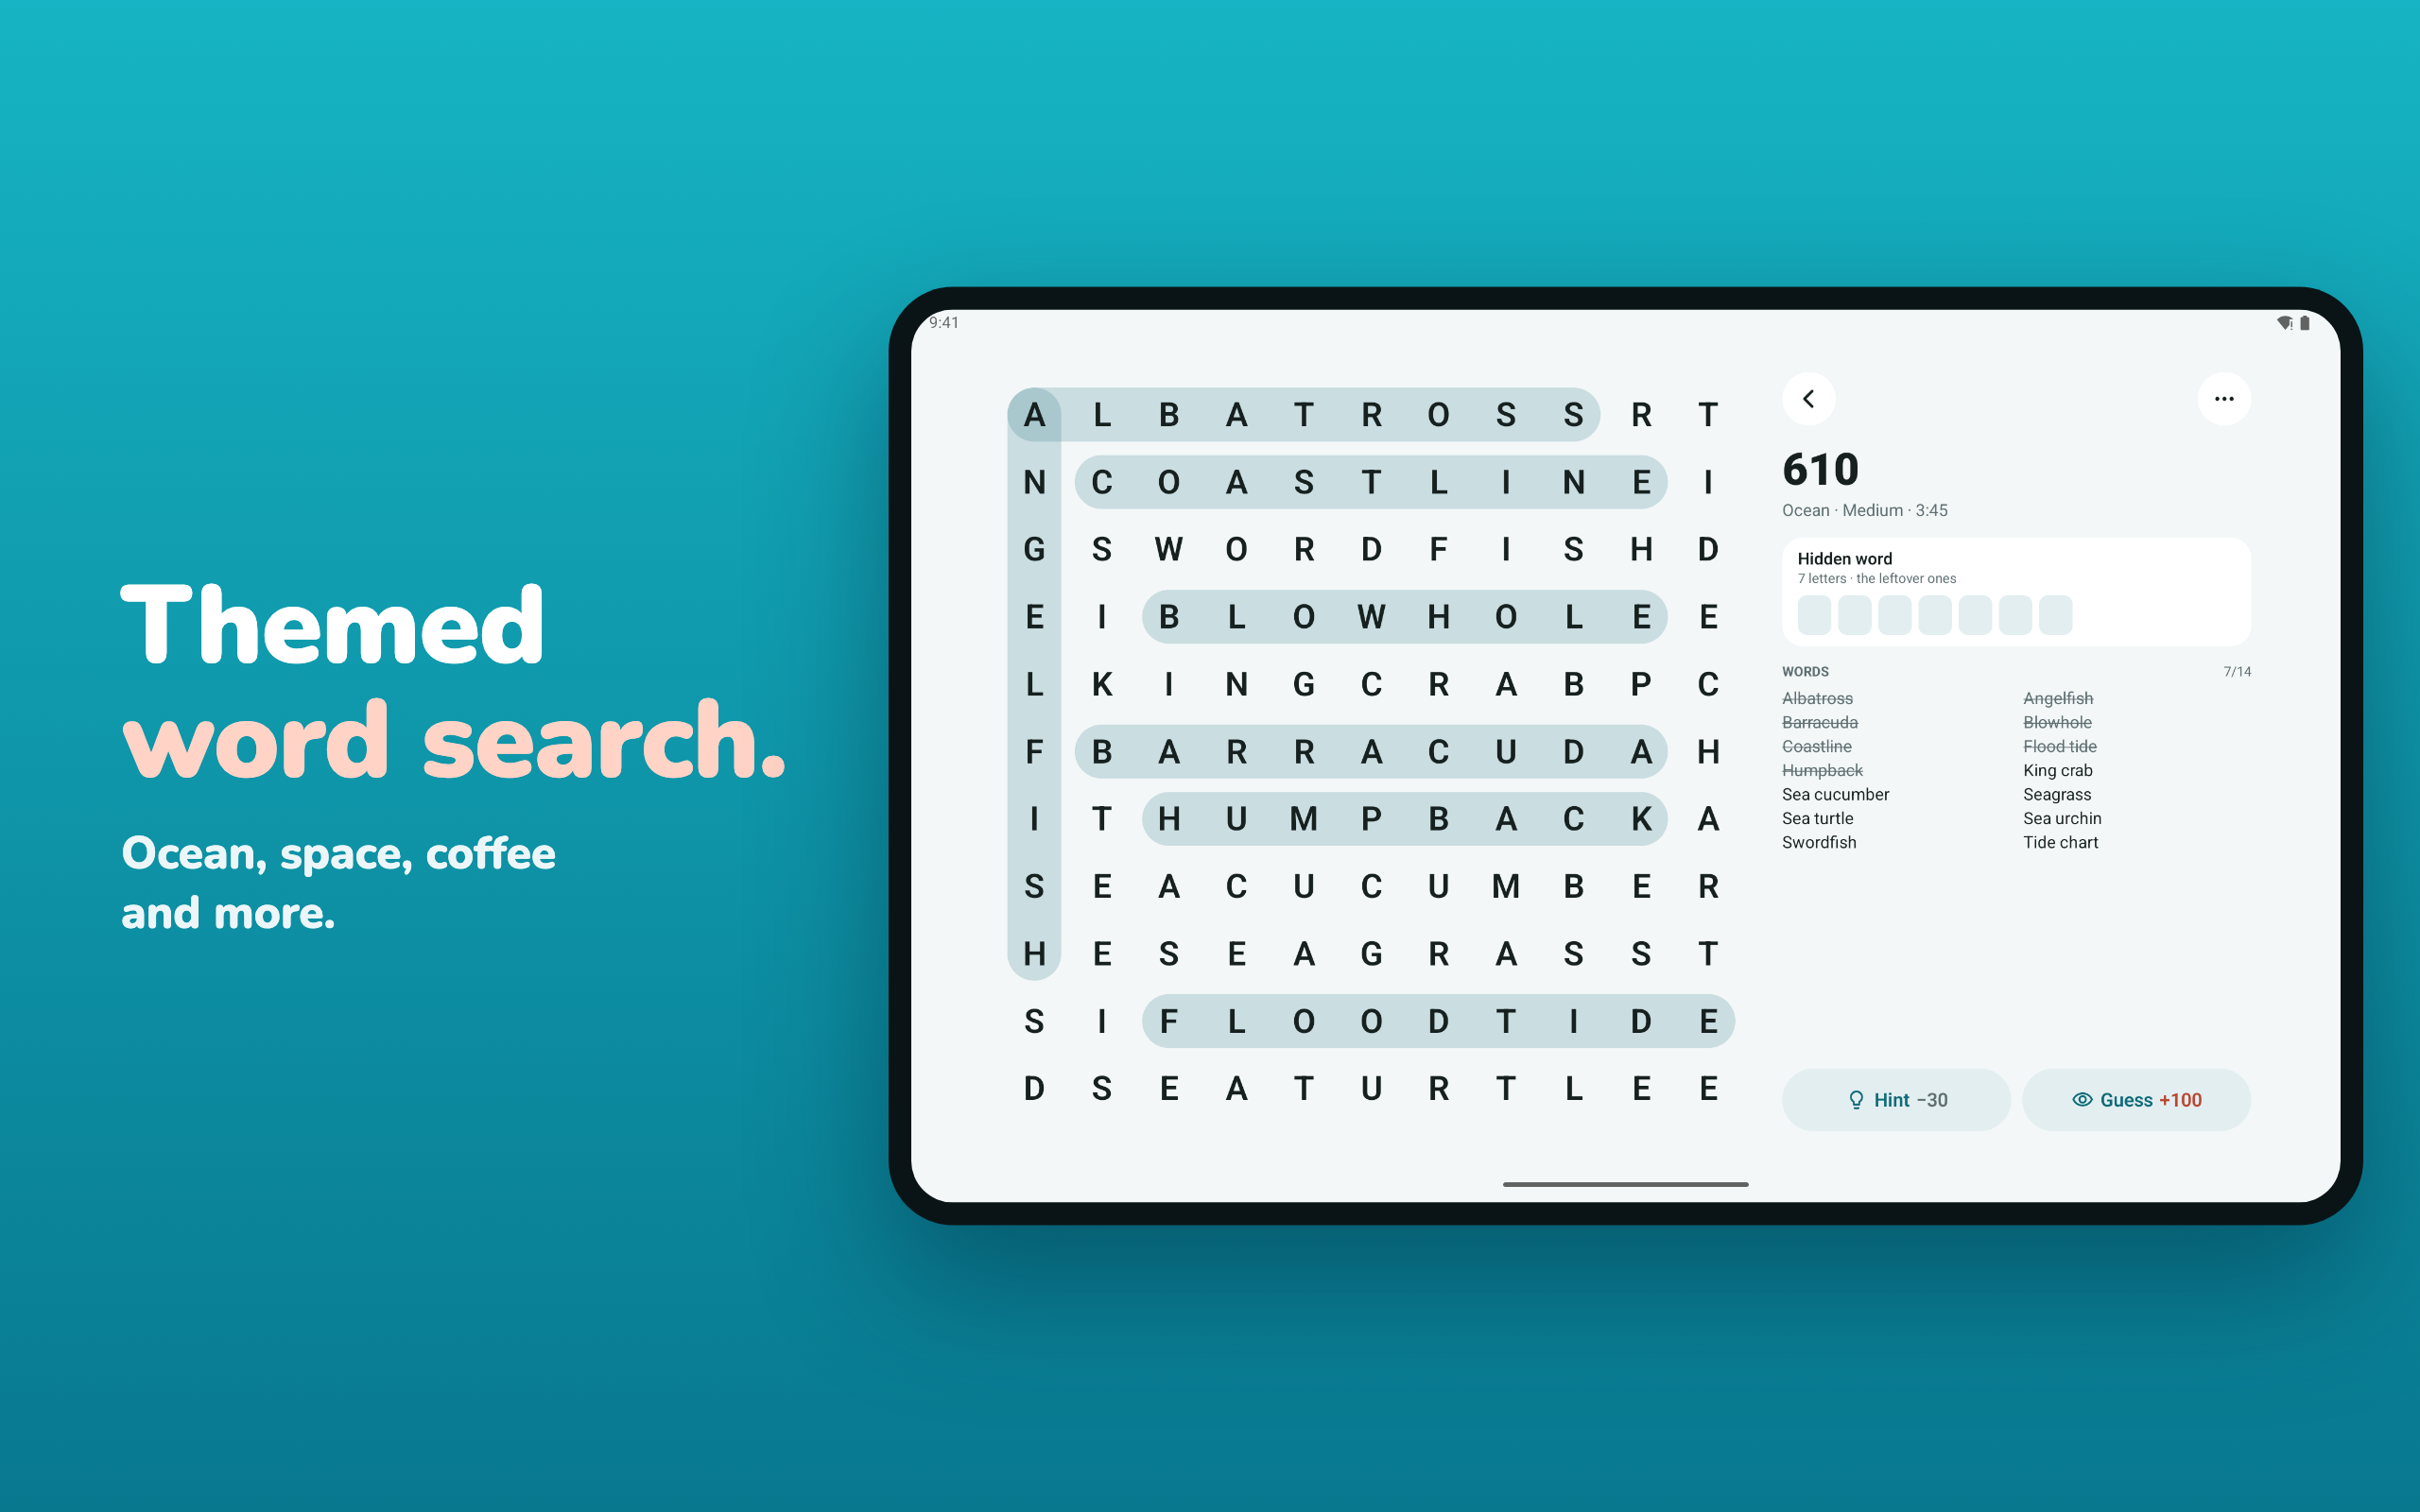 Themed
word search.
Ocean, space, coffee
and more.
9:41
A L B A T R O S S R T
N C O A S T L I N E I
G S W O R D F I S H D
E I B L O W H O L E E
L K I N G C R A B P C
F B A R R A C U D A H
I T H U M P B A C K A
S E A C U C U M B E R
H E S E A G R A S S T
S I F L O O D T I D E
D S E A T U R T L E E
610
Ocean · Medium · 3:45
Hidden word
7 letters · the leftover ones
WORDS 7/14
Albatross Angelfish
Barracuda Blowhole
Coastline Flood tide
Humpback King crab
Sea cucumber Seagrass
Sea turtle Sea urchin
Swordfish Tide chart
Hint −30 Guess +100